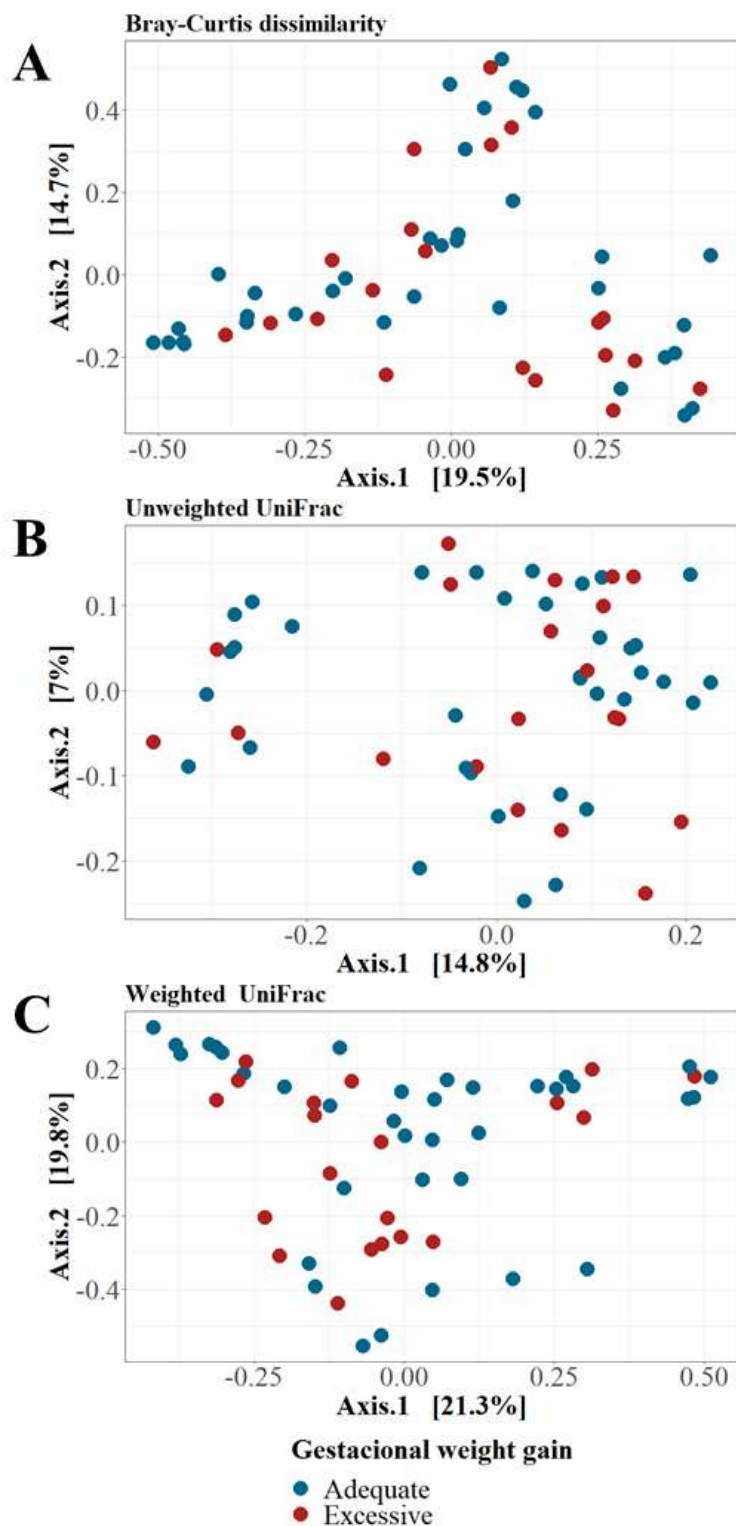 Bray-Curtis dissimilarity
A
0.4
0.2
0.0
-0.2
Axis.2 [14.7%]
-0.50 -0.25 0.00 0.25
Axis.1 [19.5%]
Unweighted UniFrac
B
0.1
0.0
-0.1
-0.2
Axis.2 [7%]
-0.2 0.0 0.2
Axis.1 [14.8%]
Weighted UniFrac
C
0.2
0.0
-0.2
-0.4
Axis.2 [19.8%]
-0.25 0.00 0.25 0.50
Axis.1 [21.3%]
Gestacional weight gain
Adequate
Excessive